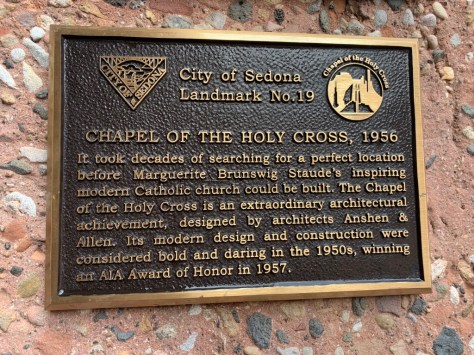 CITY OF SEDONA
City of Sedona
Landmark No.19
Chapel of the Holy Cross
CHAPEL OF THE HOLY CROSS, 1956
It took decades of searching for a perfect location
before Marguerite Brunswig Staude's inspiring
modern Catholic church could be built. The Chapel
of the Holy Cross is an extraordinary architectural
achievement, designed by architects Anshen &
Allen. Its modern design and construction were
considered bold and daring in the 1950s, winning
an AIA Award of Honor in 1957.